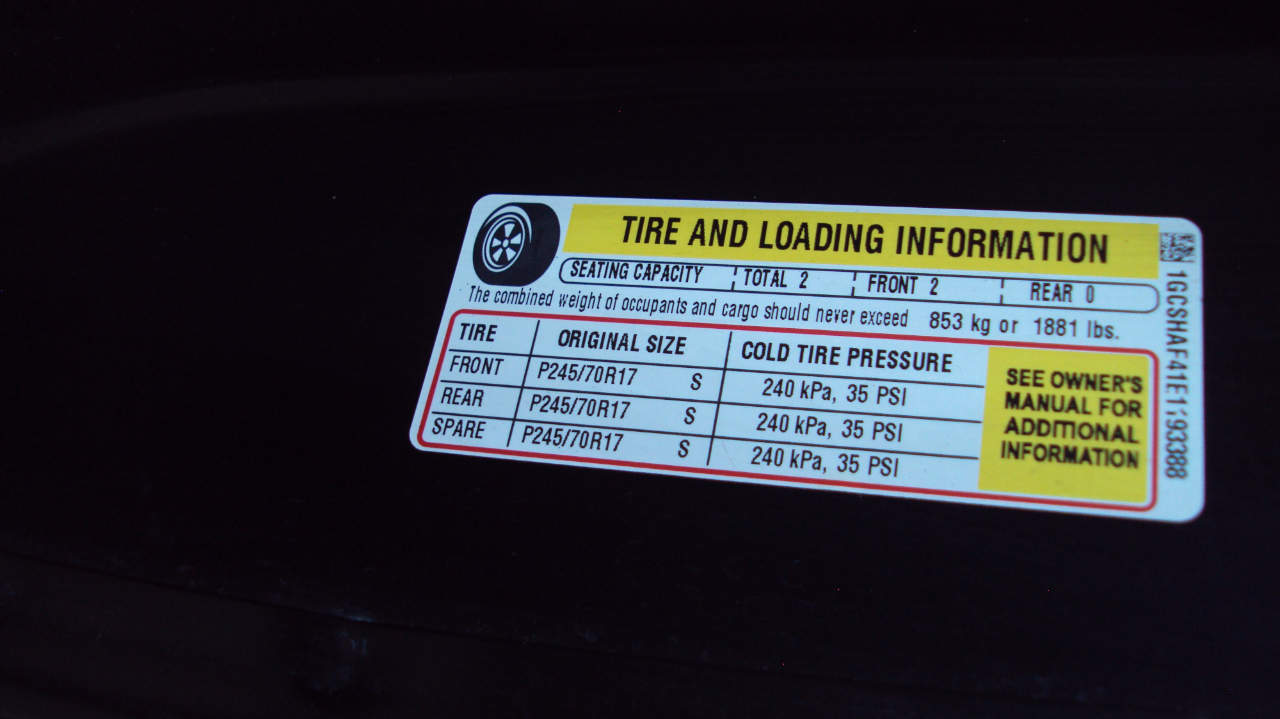 TIRE AND LOADING INFORMATION
SEATING CAPACITY TOTAL 2 FRONT 2 REAR 0
The combined weight of occupants and cargo should never exceed 853 kg or 1881 lbs.
TIRE ORIGINAL SIZE COLD TIRE PRESSURE
FRONT P245/70R17 S 240 kPa, 35 PSI
REAR P245/70R17 S 240 kPa, 35 PSI
SPARE P245/70R17 S 240 kPa, 35 PSI
SEE OWNER'S
MANUAL FOR
ADDITIONAL
INFORMATION
1GCSHAF41E1193388